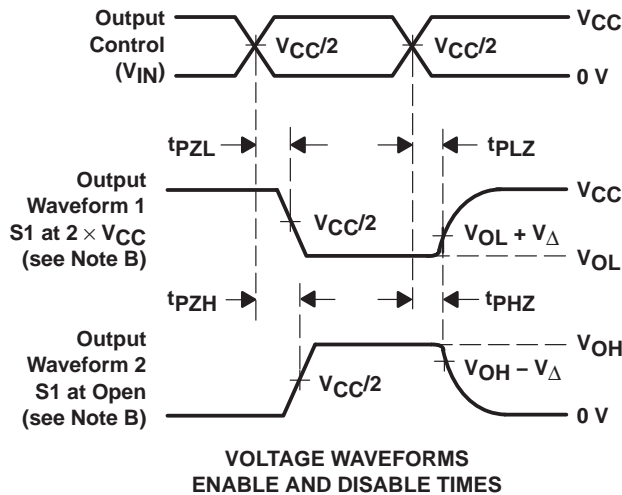 Output
Control
(VIN)
VCC/2
VCC/2
VCC
0 V
tPZL
tPLZ
Output
Waveform 1
S1 at 2 × VCC
(see Note B)
VCC/2
VCC
VOL + VΔ
VOL
tPZH
tPHZ
Output
Waveform 2
S1 at Open
(see Note B)
VCC/2
VOH
VOH − VΔ
0 V
VOLTAGE WAVEFORMS
ENABLE AND DISABLE TIMES